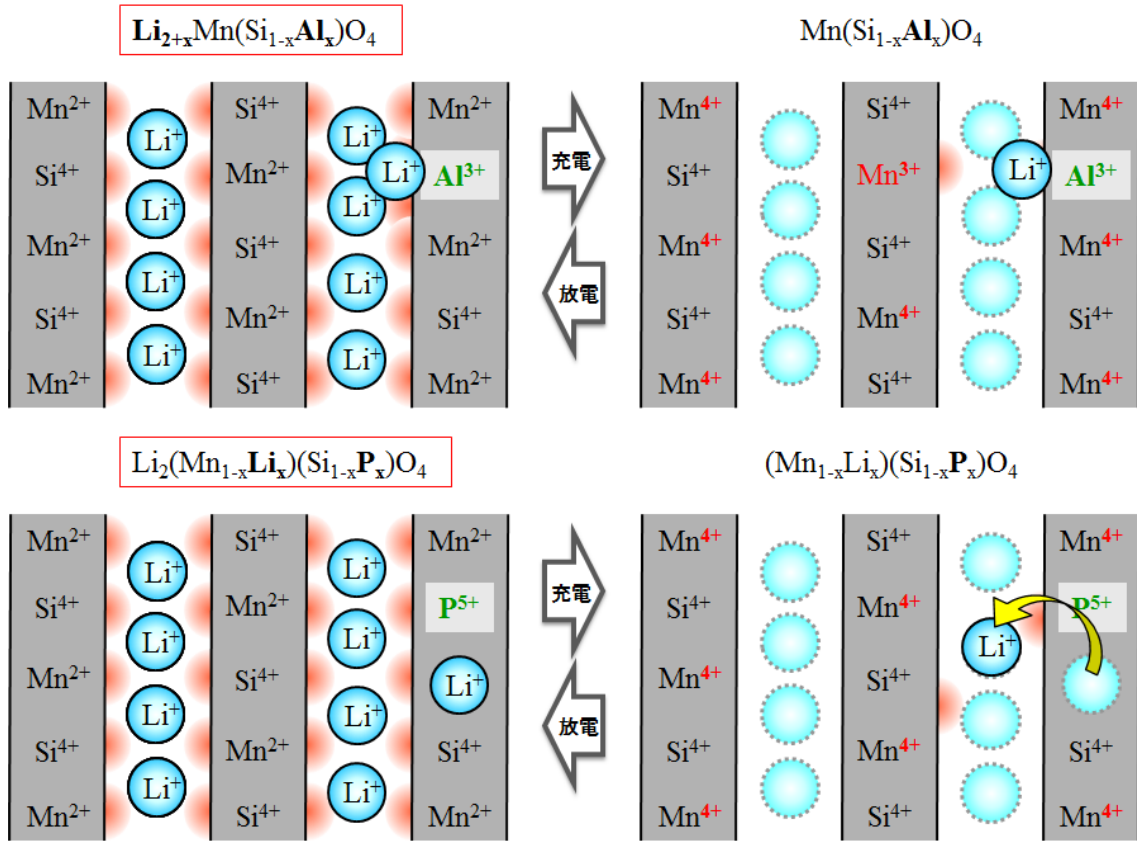 Li₂₊ₓMn(Si₁₋ₓAlₓ)O₄
Mn²⁺ Si⁴⁺ Mn²⁺
Li⁺ Li⁺
Si⁴⁺ Mn²⁺ Li⁺ Al³⁺
Li⁺ Li⁺
Mn²⁺ Si⁴⁺ Mn²⁺
Li⁺ Li⁺
Si⁴⁺ Mn²⁺ Si⁴⁺
Li⁺ Li⁺
Mn²⁺ Si⁴⁺ Mn²⁺
充電
放電
Mn(Si₁₋ₓAlₓ)O₄
Mn⁴⁺ Si⁴⁺ Mn⁴⁺
Si⁴⁺ Mn³⁺ Li⁺ Al³⁺
Mn⁴⁺ Si⁴⁺ Mn⁴⁺
Si⁴⁺ Mn⁴⁺ Si⁴⁺
Mn⁴⁺ Si⁴⁺ Mn⁴⁺
Li₂(Mn₁₋ₓLiₓ)(Si₁₋ₓPₓ)O₄
Mn²⁺ Si⁴⁺ Mn²⁺
Li⁺ Li⁺
Si⁴⁺ Mn²⁺ P⁵⁺
Li⁺ Li⁺
Mn²⁺ Si⁴⁺ Li⁺
Li⁺ Li⁺
Si⁴⁺ Mn²⁺ Si⁴⁺
Li⁺ Li⁺
Mn²⁺ Si⁴⁺ Mn²⁺
充電
放電
(Mn₁₋ₓLiₓ)(Si₁₋ₓPₓ)O₄
Mn⁴⁺ Si⁴⁺ Mn⁴⁺
Si⁴⁺ Mn⁴⁺ P⁵⁺
Li⁺
Mn⁴⁺ Si⁴⁺
Si⁴⁺ Mn⁴⁺ Si⁴⁺
Mn⁴⁺ Si⁴⁺ Mn⁴⁺